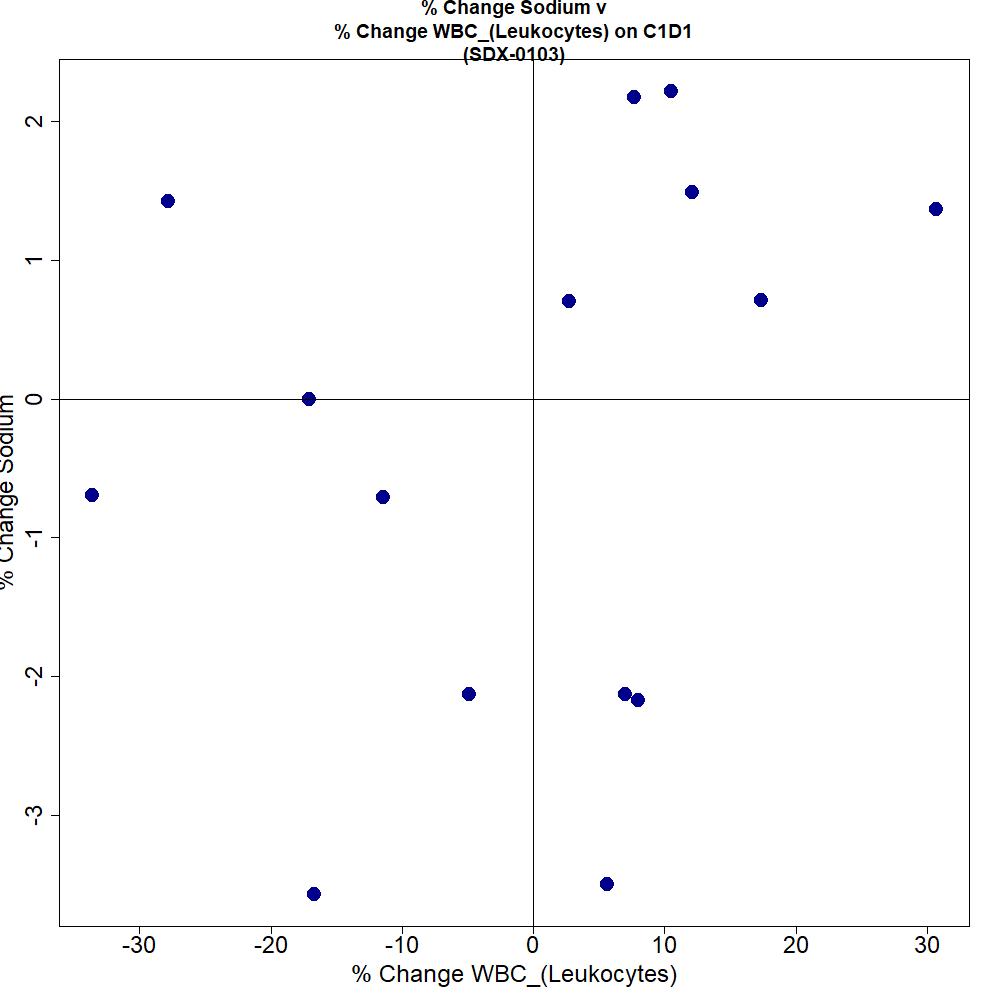 % Change Sodium v
% Change WBC_(Leukocytes) on C1D1
(SDX-0103)
2
1
0
-1
-2
-3
% Change Sodium
-30
-20
-10
0
10
20
30
% Change WBC_(Leukocytes)